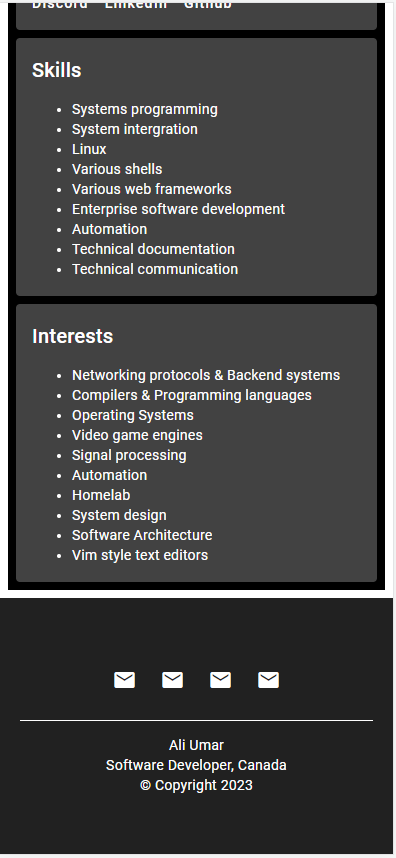 Discord LinkedIn Github
Skills
Systems programming
System intergration
Linux
Various shells
Various web frameworks
Enterprise software development
Automation
Technical documentation
Technical communication
Interests
Networking protocols & Backend systems
Compilers & Programming languages
Operating Systems
Video game engines
Signal processing
Automation
Homelab
System design
Software Architecture
Vim style text editors
Ali Umar
Software Developer, Canada
© Copyright 2023